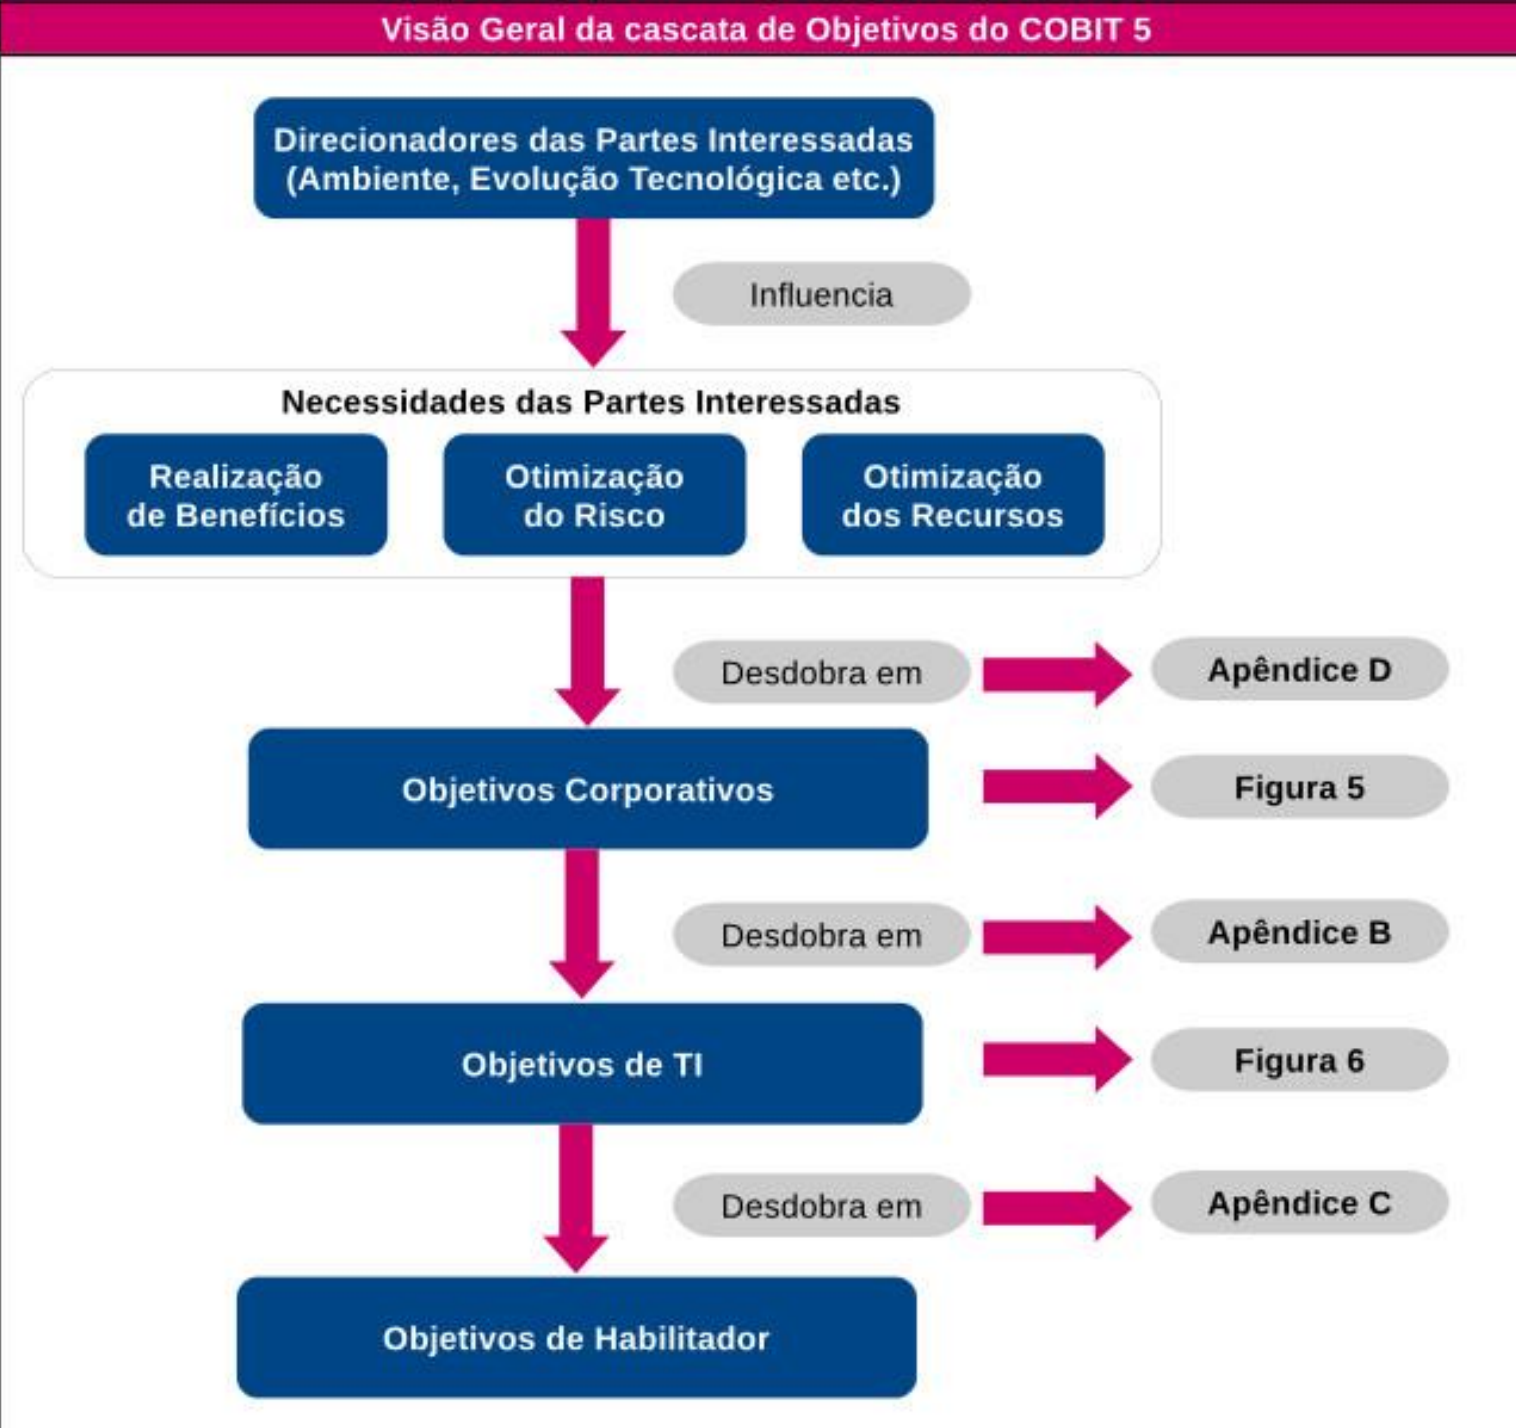 Visão Geral da cascata de Objetivos do COBIT 5
Direcionadores das Partes Interessadas
(Ambiente, Evolução Tecnológica etc.)
Influencia
Necessidades das Partes Interessadas
Realização
de Benefícios
Otimização
do Risco
Otimização
dos Recursos
Desdobra em
Apêndice D
Objetivos Corporativos
Figura 5
Desdobra em
Apêndice B
Objetivos de TI
Figura 6
Desdobra em
Apêndice C
Objetivos de Habilitador